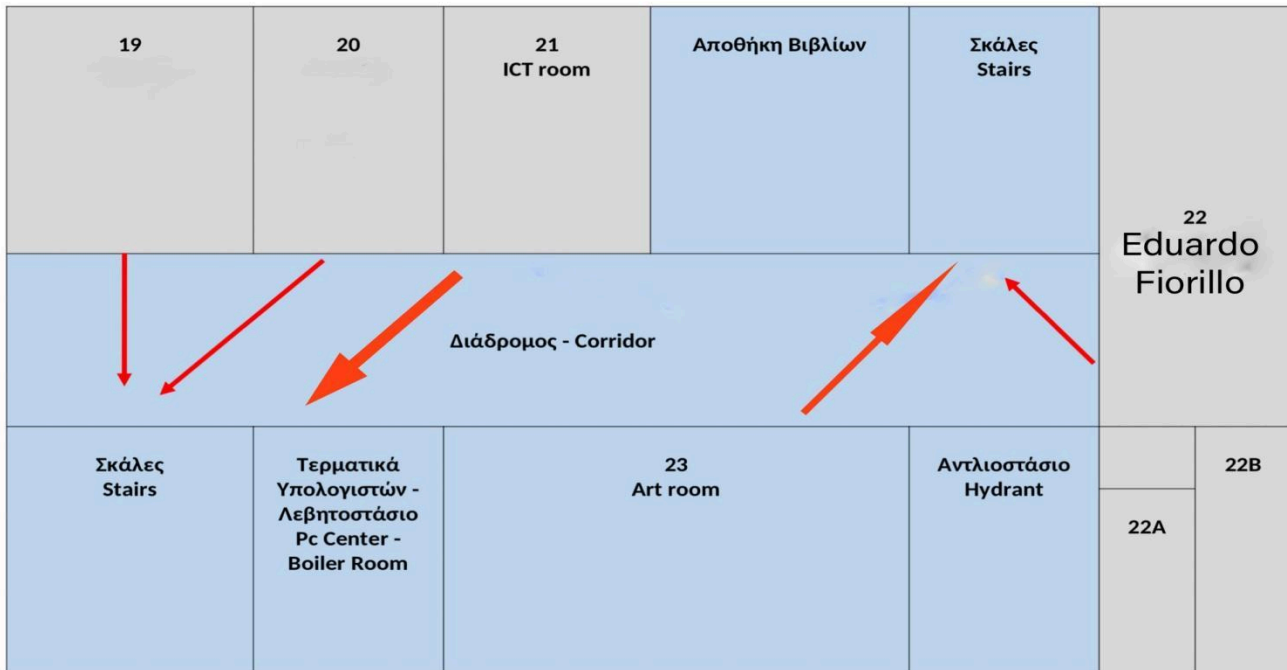 19
20
21
ICT room
Αποθήκη Βιβλίων
Σκάλες
Stairs
22
Eduardo
Fiorillo
Διάδρομος - Corridor
Σκάλες
Stairs
Τερματικά
Υπολογιστών -
Λεβητοστάσιο
Pc Center -
Boiler Room
23
Art room
Αντλιοστάσιο
Hydrant
22A
22B